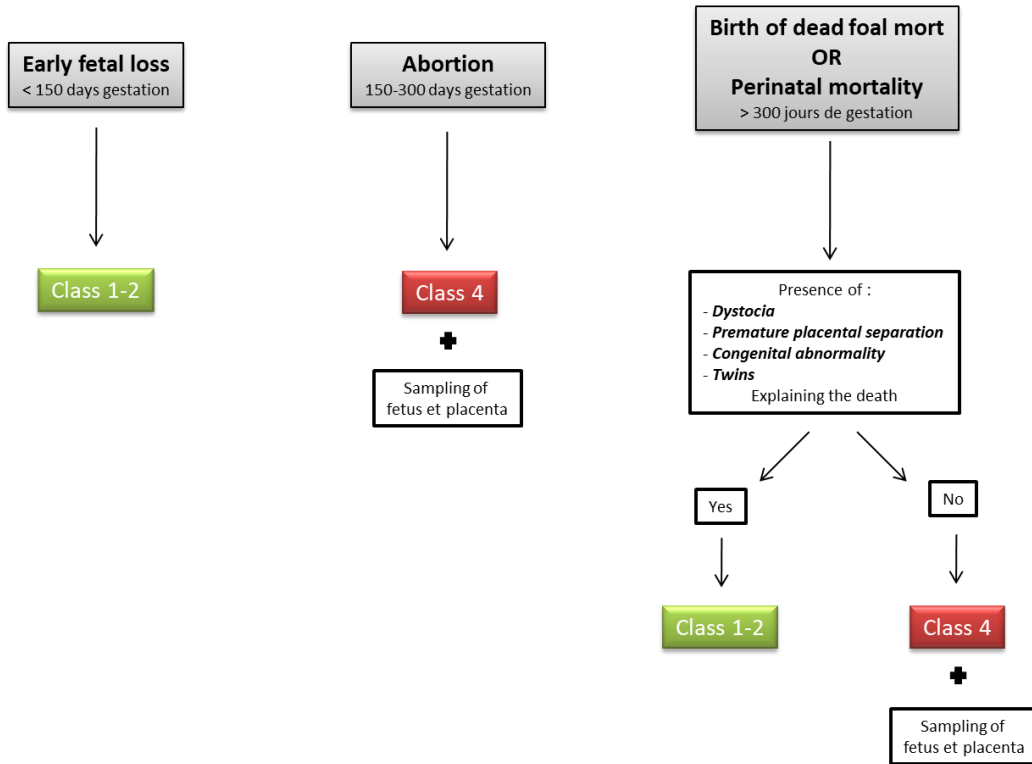 Early fetal loss
< 150 days gestation
Class 1-2
Abortion
150-300 days gestation
Class 4
Sampling of
fetus et placenta
Birth of dead foal mort
OR
Perinatal mortality
> 300 jours de gestation
Presence of :
- Dystocia
- Premature placental separation
- Congenital abnormality
- Twins
Explaining the death
Yes
No
Class 1-2
Class 4
Sampling of
fetus et placenta